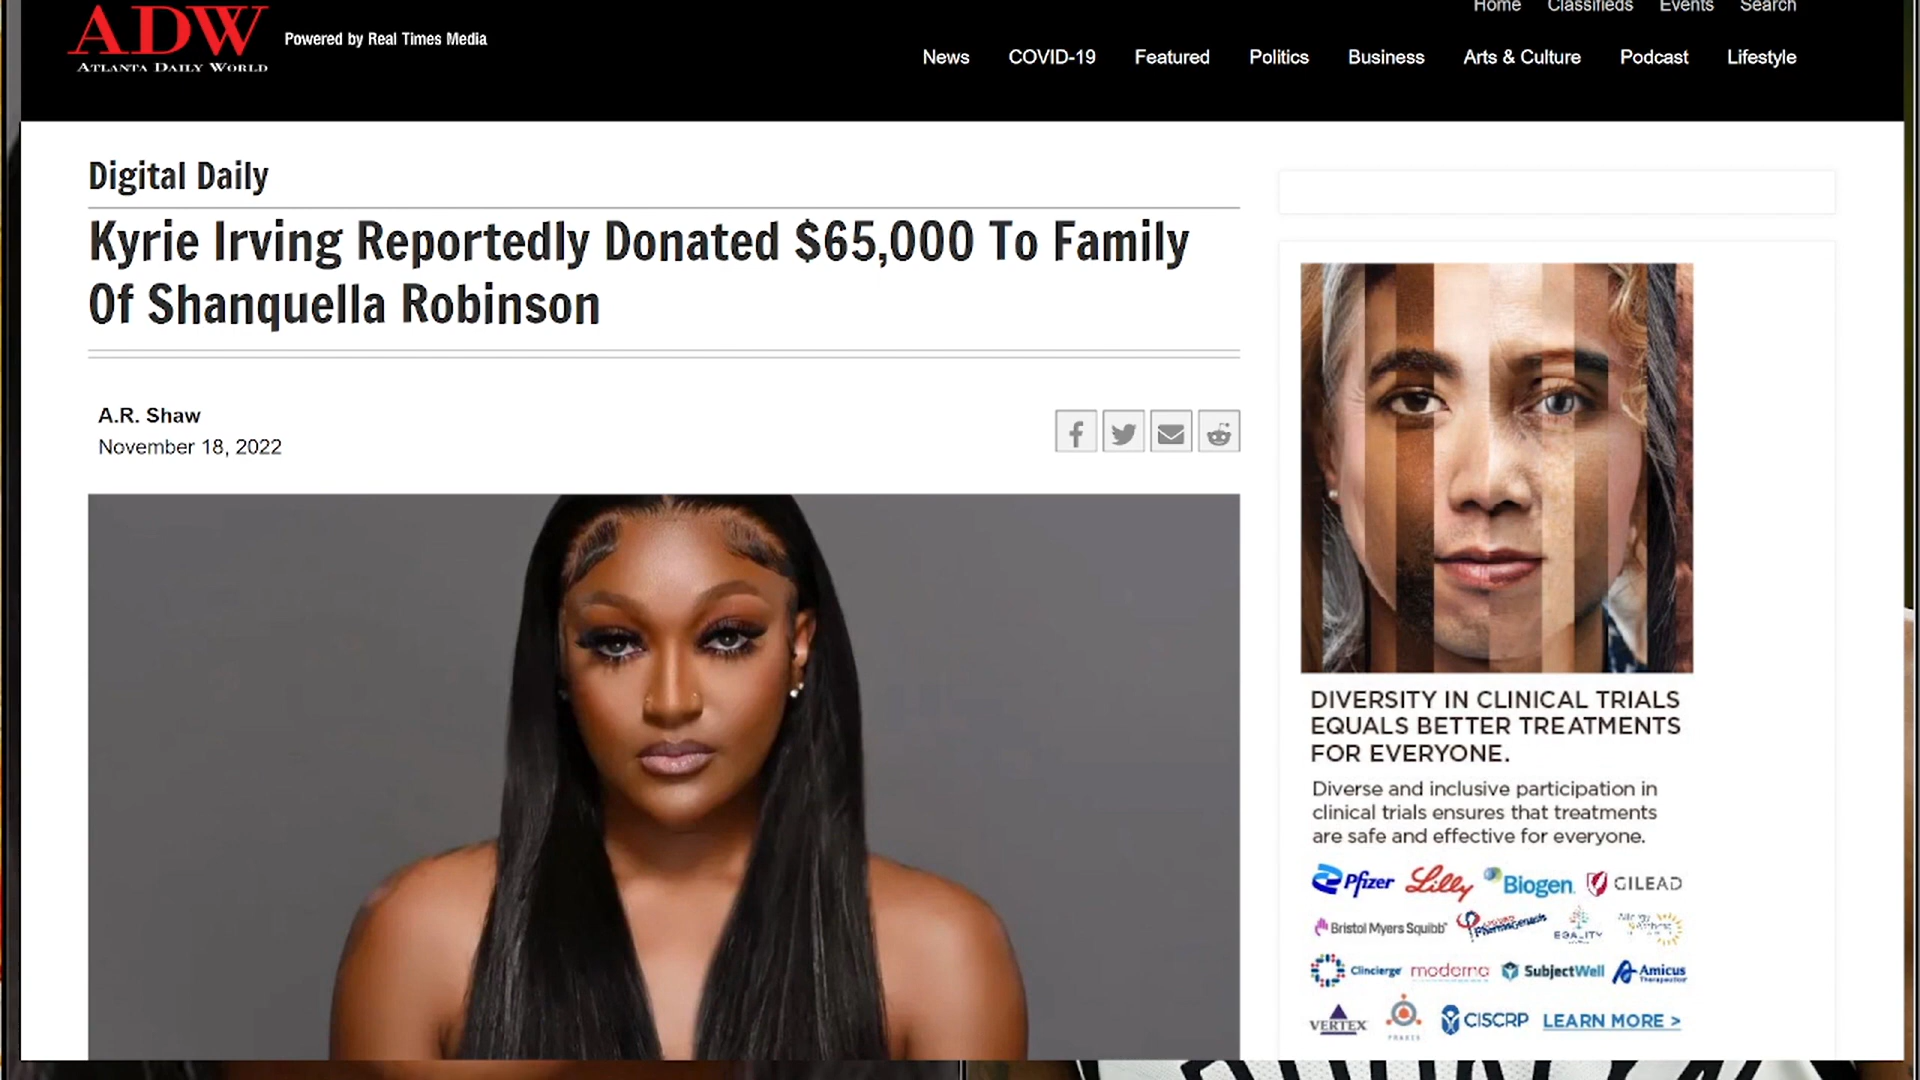 ADW
ATLANTA DAILY WORLD
Powered by Real Times Media
Home Classifieds Events Search
News COVID-19 Featured Politics Business Arts & Culture Podcast Lifestyle
Digital Daily
Kyrie Irving Reportedly Donated $65,000 To Family
Of Shanquella Robinson
A.R. Shaw
November 18, 2022
DIVERSITY IN CLINICAL TRIALS
EQUALS BETTER TREATMENTS
FOR EVERYONE.
Diverse and inclusive participation in
clinical trials ensures that treatments
are safe and effective for everyone.
Pfizer Lilly Biogen GILEAD
Bristol Myers Squibb EGALITY
Clincierge moderna SubjectWell Amicus
VERTEX CISCRP LEARN MORE >